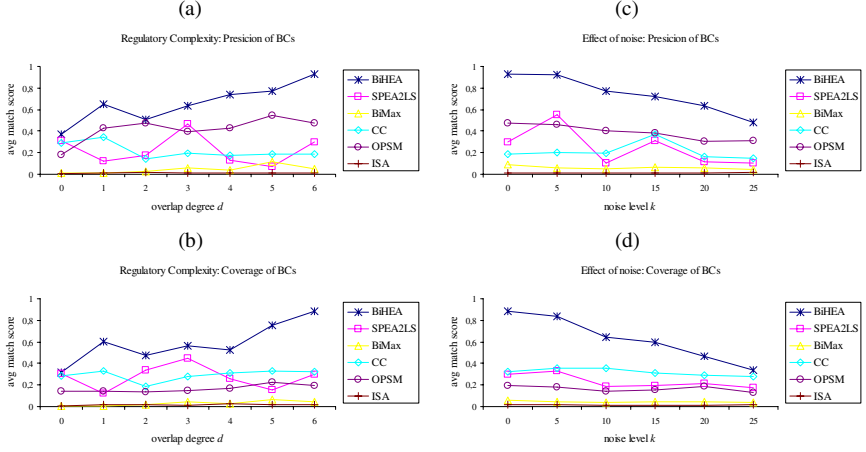 (a)
Regulatory Complexity: Presicion of BCs
avg match score
1
0,8
0,6
0,4
0,2
0
0 1 2 3 4 5 6
overlap degree d
BiHEA
SPEA2LS
BiMax
CC
OPSM
ISA
(c)
Effect of noise: Presicion of BCs
avg match score
1
0,8
0,6
0,4
0,2
0
0 5 10 15 20 25
noise level k
BiHEA
SPEA2LS
BiMax
CC
OPSM
ISA
(b)
Regulatory Complexity: Coverage of BCs
avg match score
1
0,8
0,6
0,4
0,2
0
0 1 2 3 4 5 6
overlap degree d
BiHEA
SPEA2LS
BiMax
CC
OPSM
ISA
(d)
Effect of noise: Coverage of BCs
avg match score
1
0,8
0,6
0,4
0,2
0
0 5 10 15 20 25
noise level k
BiHEA
SPEA2LS
BiMax
CC
OPSM
ISA